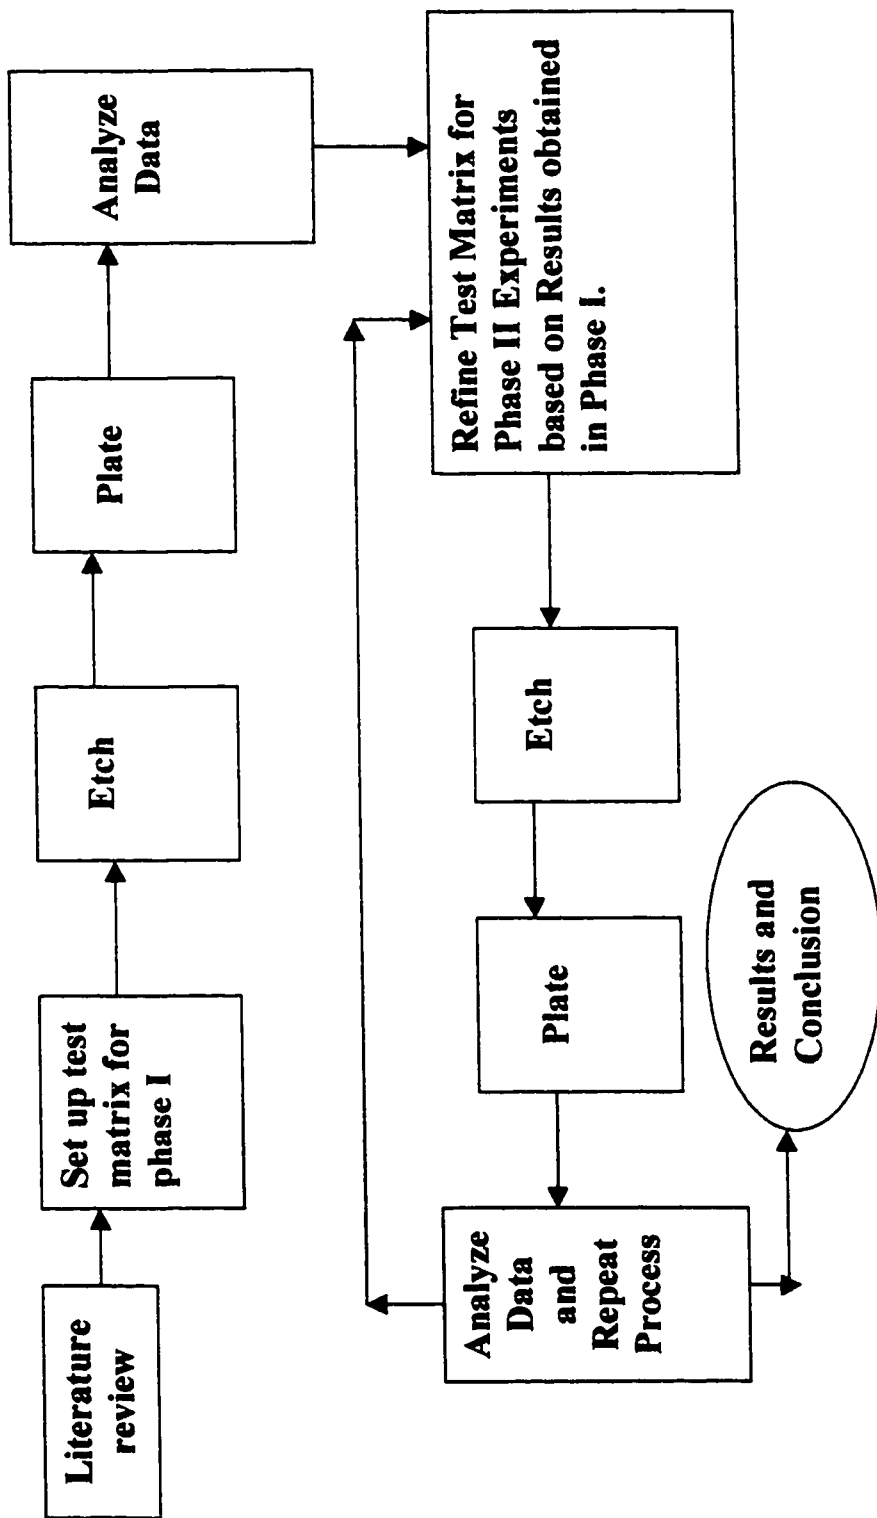 Literature
review
Set up test
matrix for
phase I
Etch
Plate
Analyze
Data
Refine Test Matrix for
Phase II Experiments
based on Results obtained
in Phase I.
Etch
Plate
Analyze
Data
and
Repeat
Process
Results and
Conclusion